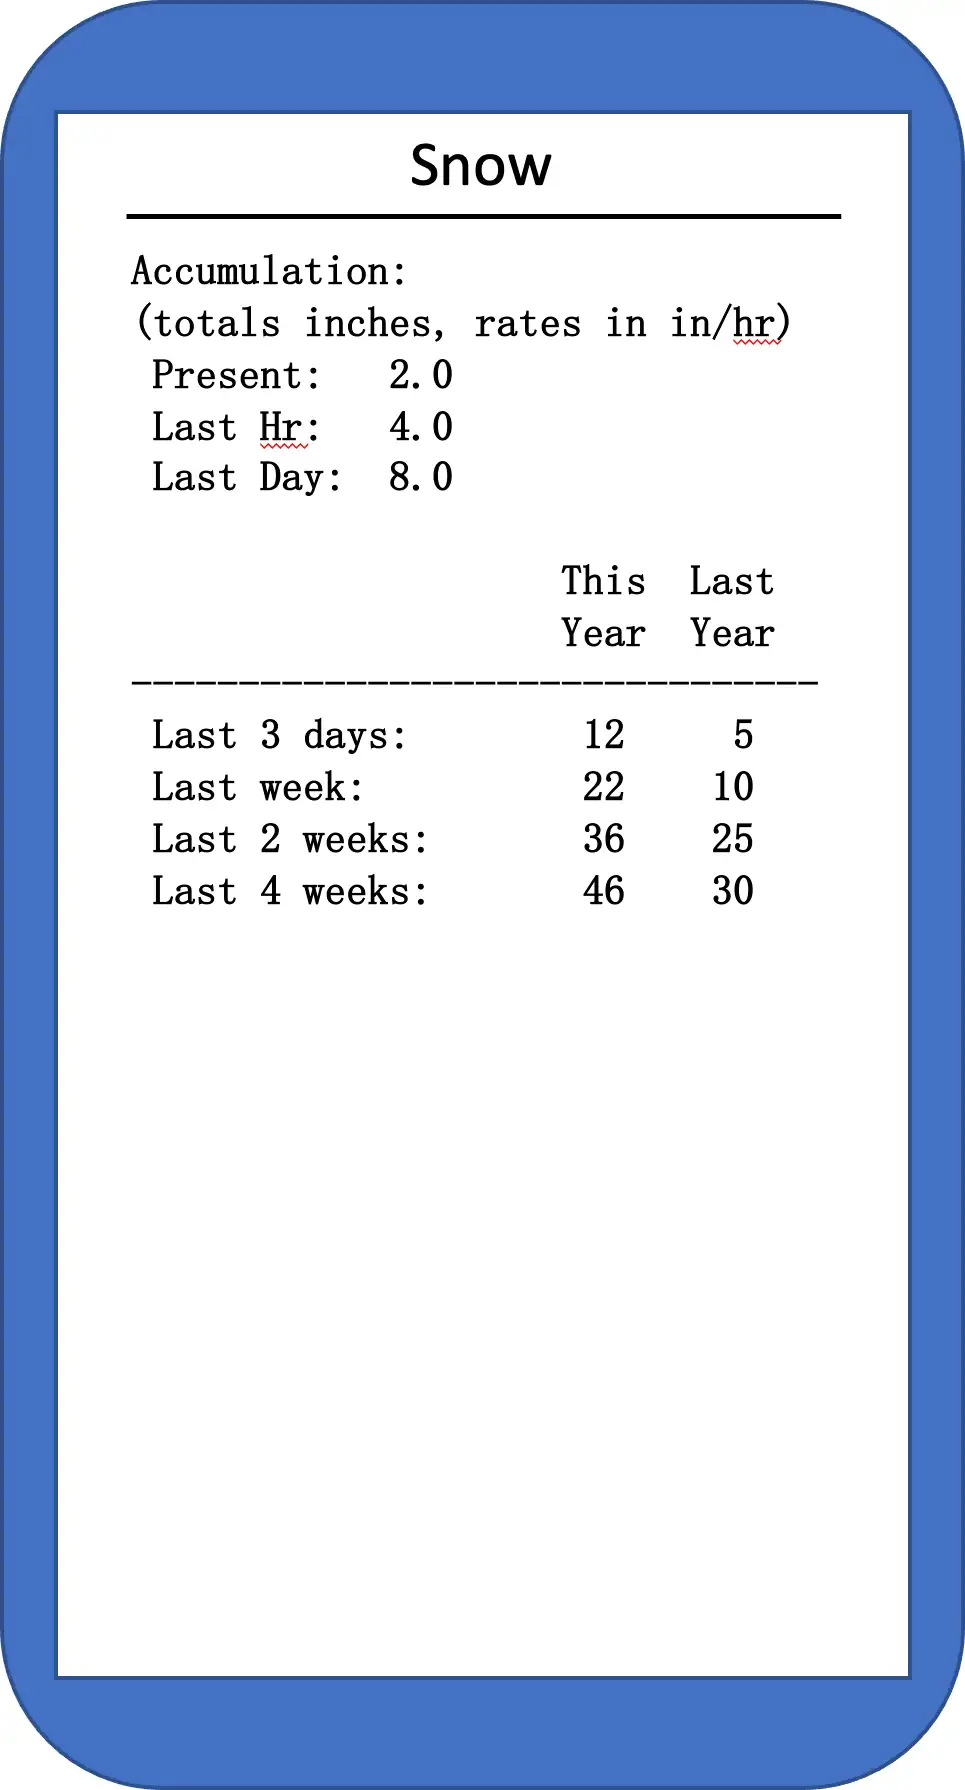 Snow
Accumulation:
(totals inches, rates in in/hr)
Present: 2.0
Last Hr: 4.0
Last Day: 8.0
This Last
Year Year
--------------------------------
Last 3 days: 12 5
Last week: 22 10
Last 2 weeks: 36 25
Last 4 weeks: 46 30